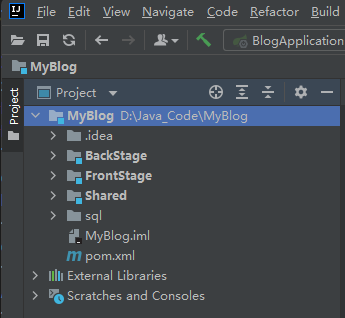 IJ File Edit View Navigate Code Refactor Build
BlogApplication
MyBlog
Project
Project
MyBlog D:\Java_Code\MyBlog
.idea
BackStage
FrontStage
Shared
sql
MyBlog.iml
pom.xml
External Libraries
Scratches and Consoles